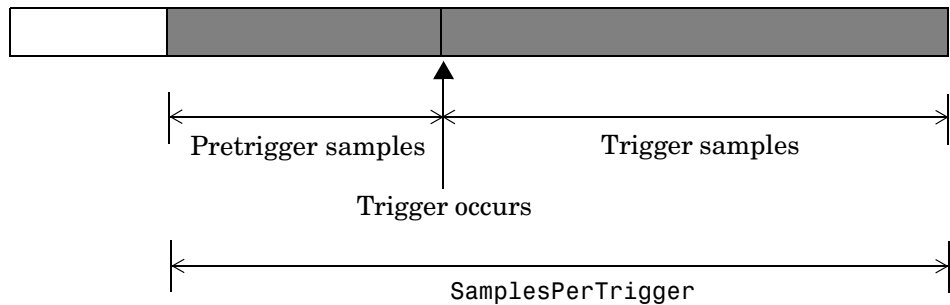 Pretrigger samples
Trigger samples
Trigger occurs
SamplesPerTrigger